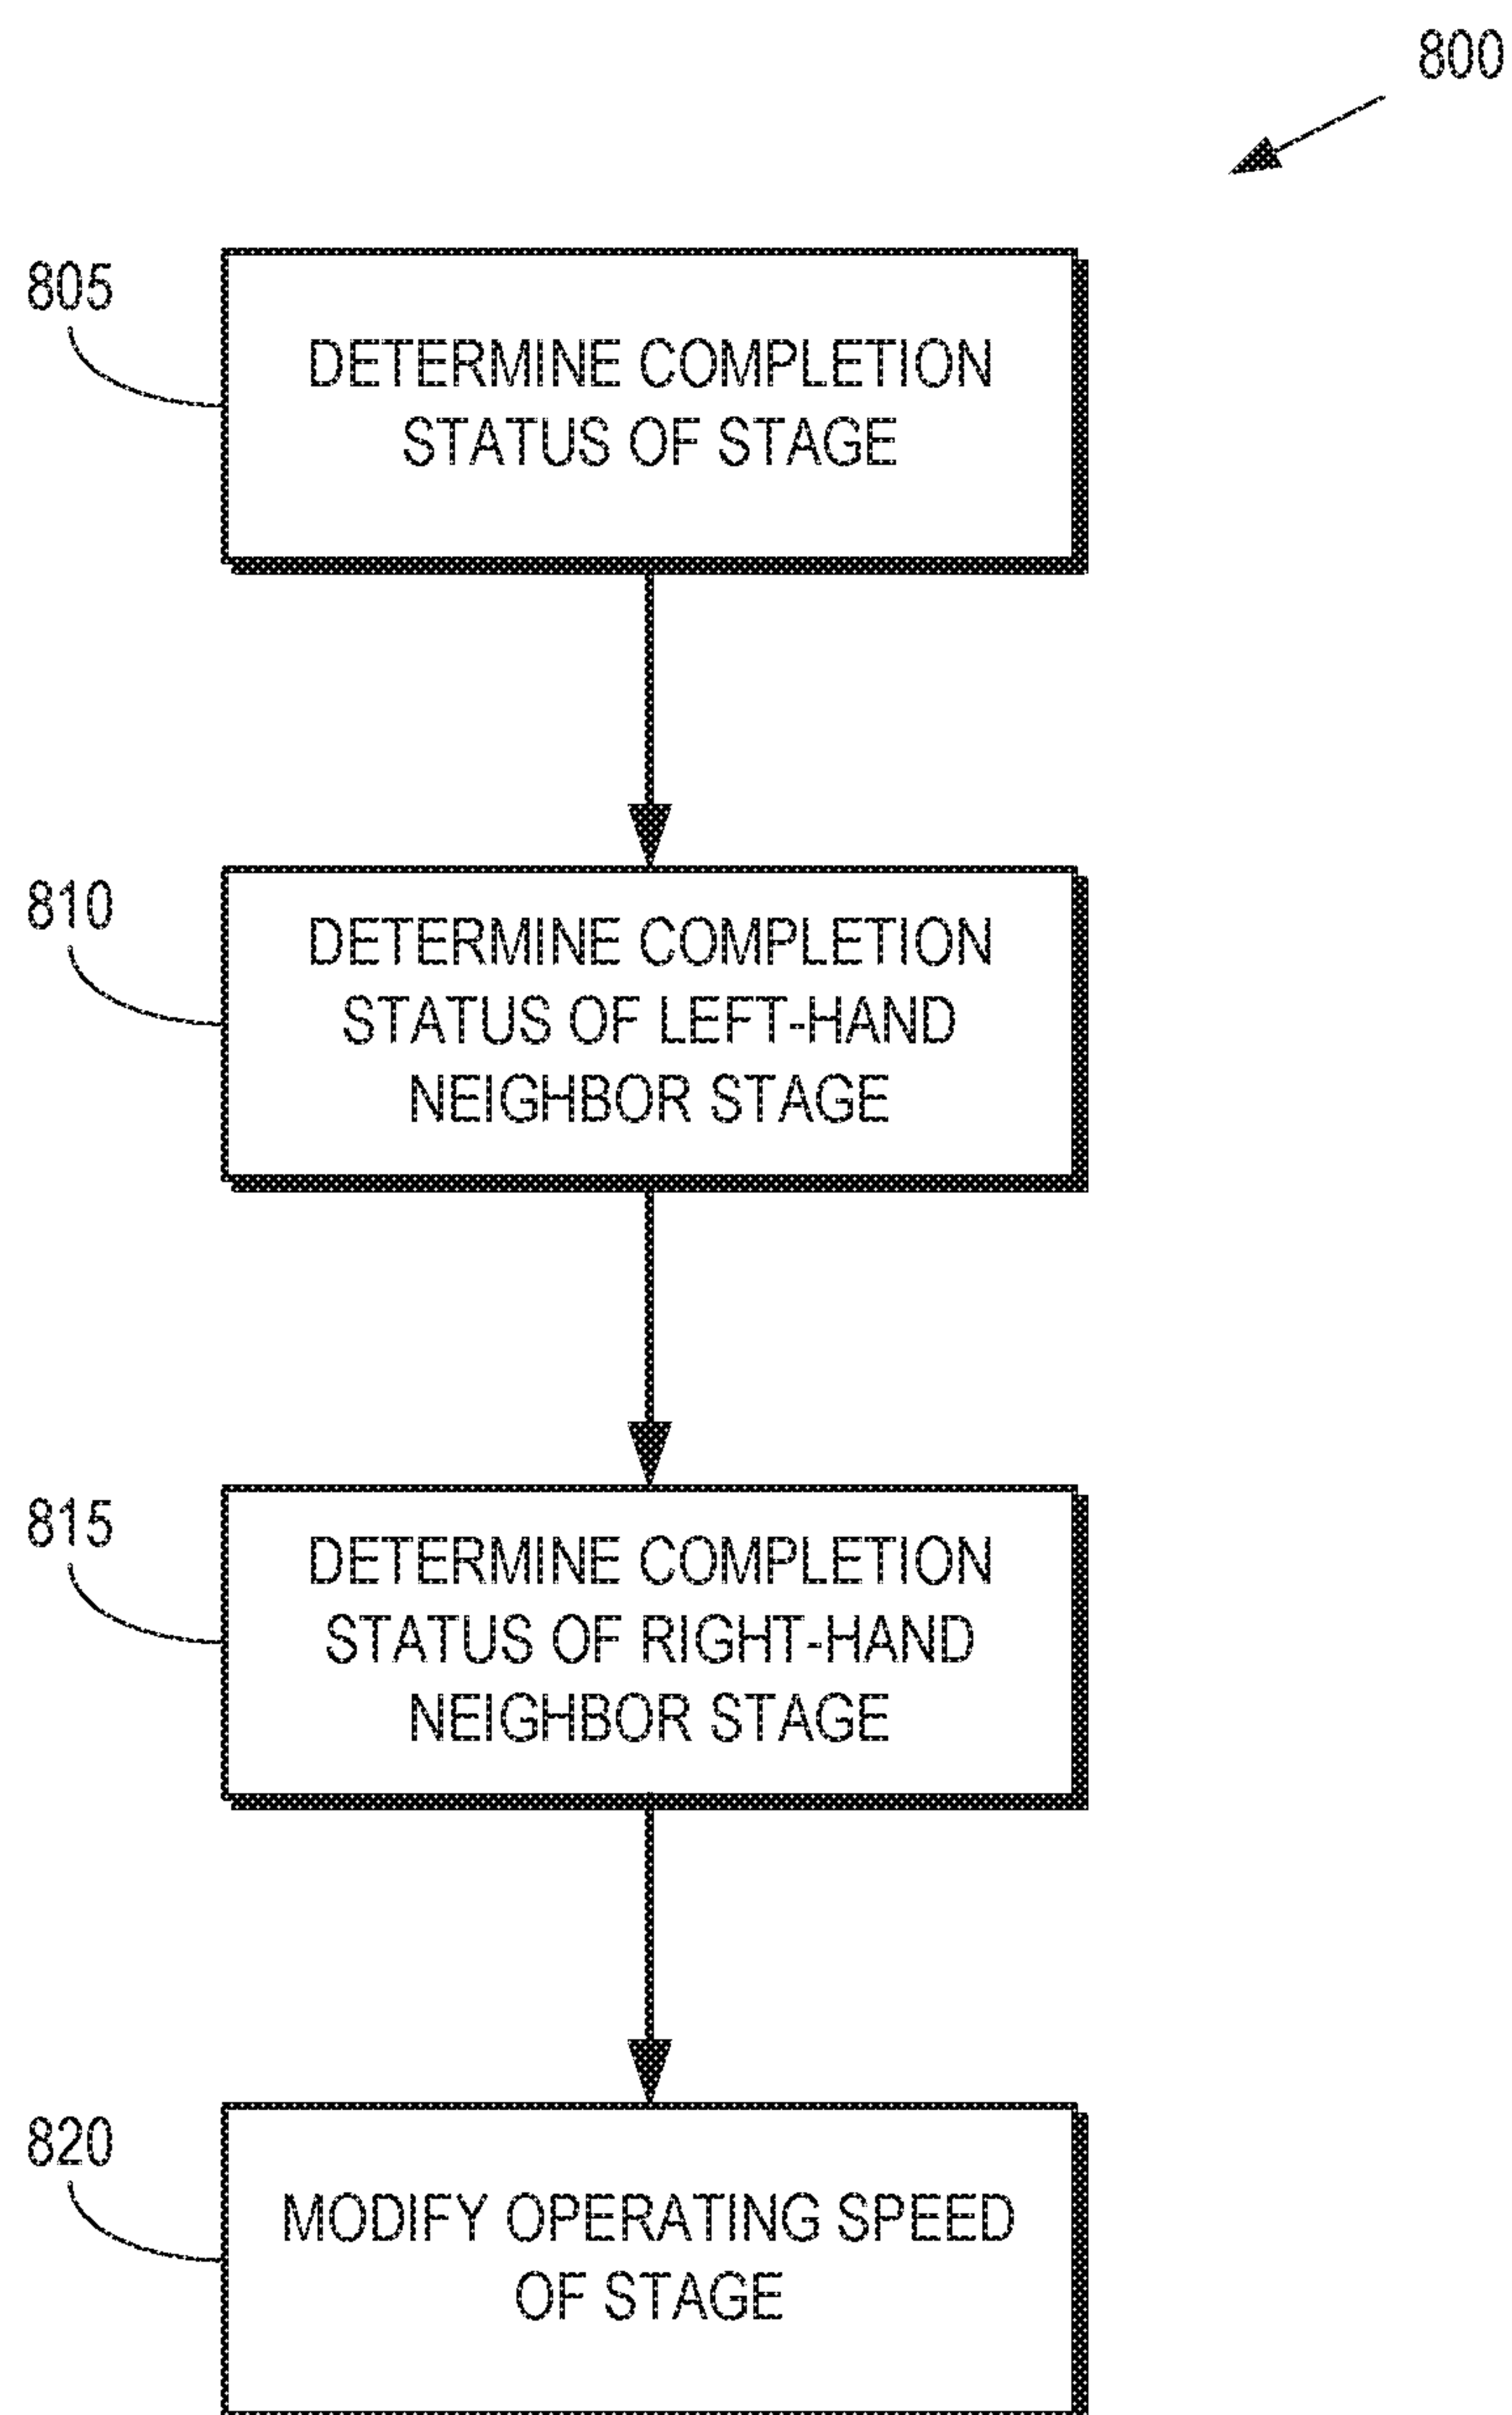 800
805
DETERMINE COMPLETION
STATUS OF STAGE
810
DETERMINE COMPLETION
STATUS OF LEFT-HAND
NEIGHBOR STAGE
815
DETERMINE COMPLETION
STATUS OF RIGHT-HAND
NEIGHBOR STAGE
820
MODIFY OPERATING SPEED
OF STAGE